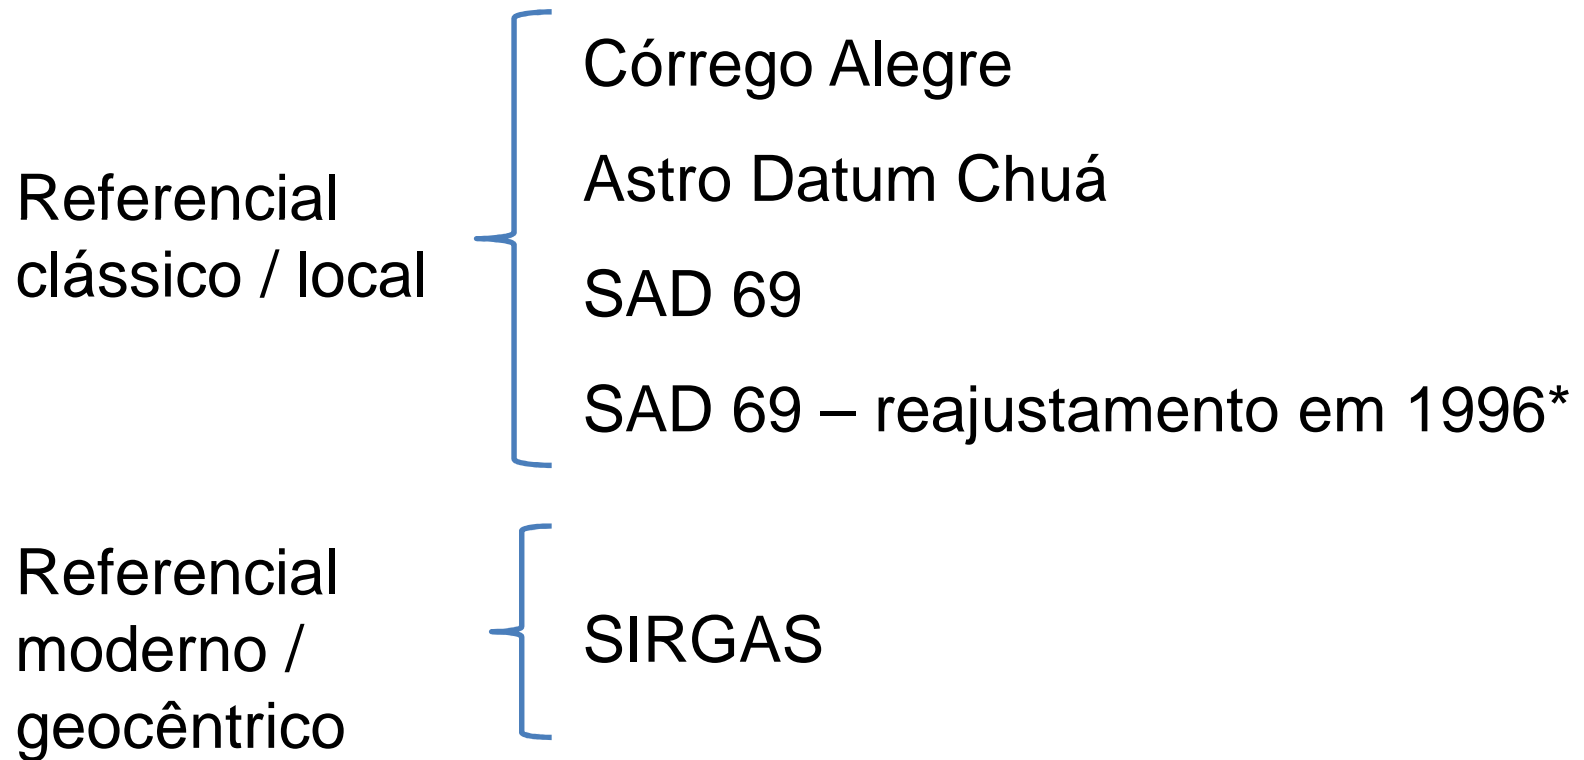 Referencial
clássico / local
Córrego Alegre
Astro Datum Chuá
SAD 69
SAD 69 – reajustamento em 1996*
Referencial
moderno /
geocêntrico
SIRGAS